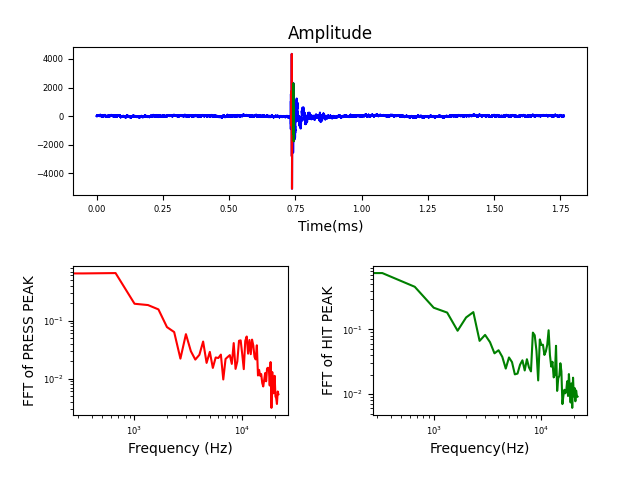 Amplitude
4000
2000
0
−2000
−4000
0.00 0.25 0.50 0.75 1.00 1.25 1.50 1.75
Time(ms)
FFT of PRESS PEAK
10⁻¹
10⁻²
10³ 10⁴
Frequency (Hz)
FFT of HIT PEAK
10⁻¹
10⁻²
10³ 10⁴
Frequency(Hz)